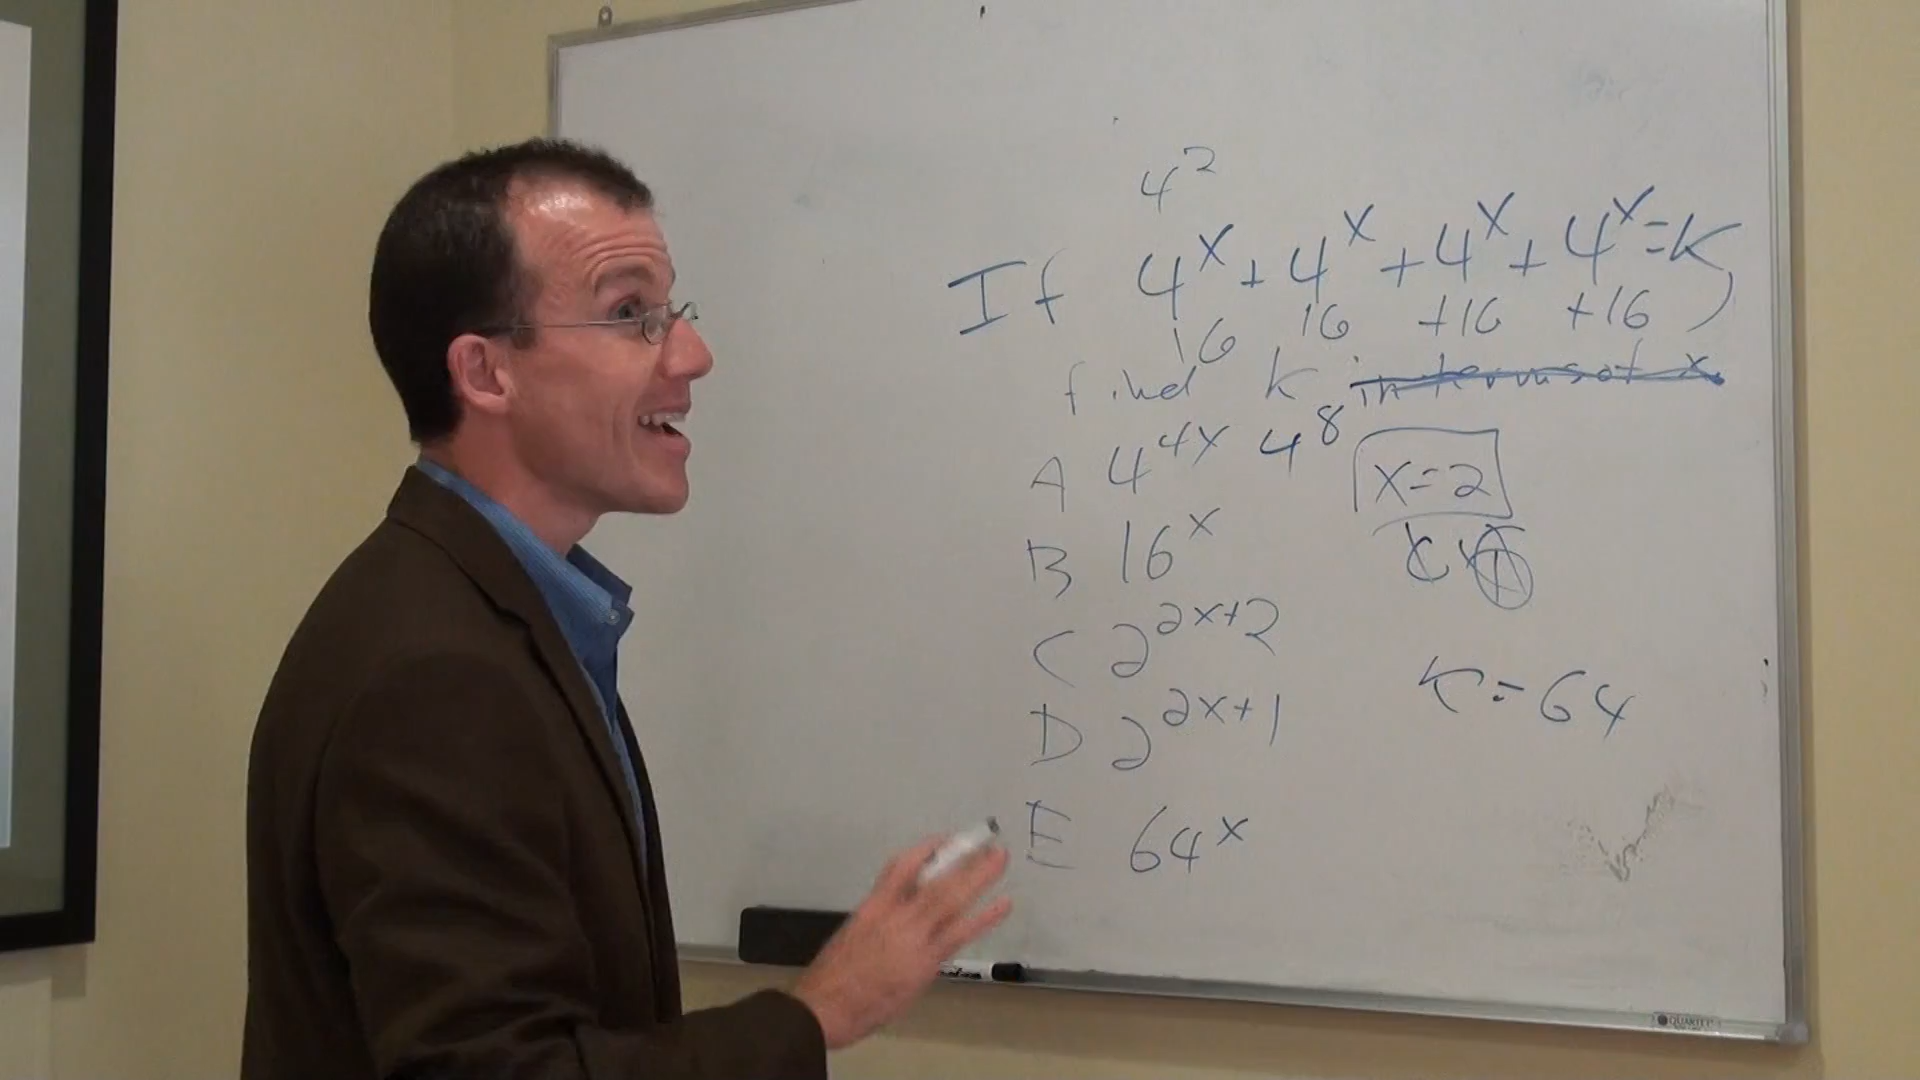 4²
If 4ˣ + 4ˣ + 4ˣ + 4ˣ = K,
16 16 +16 +16
find K in terms of x
A 4⁴ˣ 4⁸
x=2
B 16ˣ
C 2²ˣ⁺²
K=64
D 2²ˣ⁺¹
E 64ˣ
QUARTET